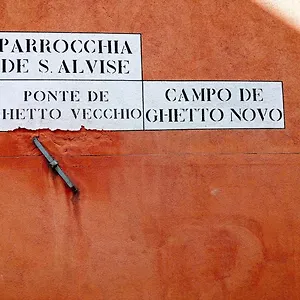 PARROCCHIA
DE S. ALVISE
PONTE DE
HETTO VECCHIO
CAMPO DE
GHETTO NOVO